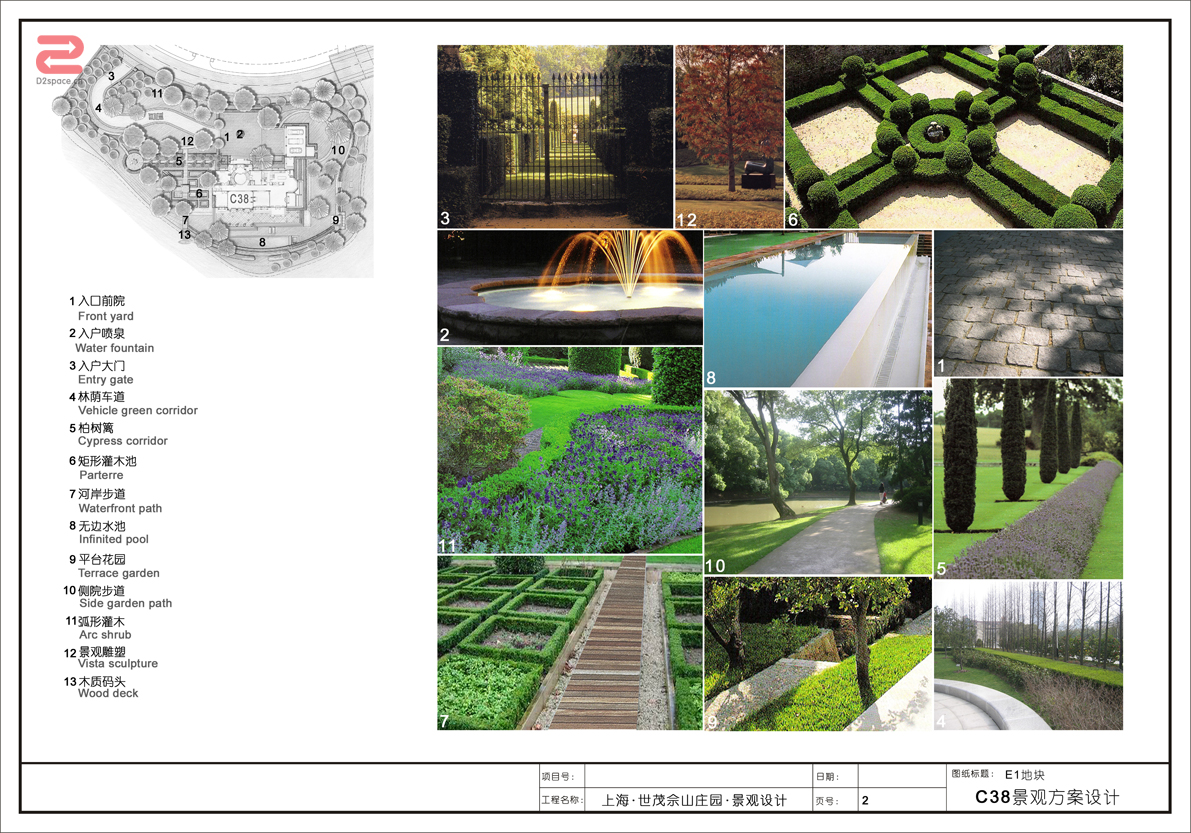 D2space.cn
3
11
4
1
2
12
10
5
6
C38#
7
9
13
8
1 入口前院
Front yard
2 入户喷泉
Water fountain
3 入户大门
Entry gate
4 林荫车道
Vehicle green corridor
5 柏树篱
Cypress corridor
6 矩形灌木池
Parterre
7 河岸步道
Waterfront path
8 无边水池
Infinited pool
9 平台花园
Terrace garden
10 侧院步道
Side garden path
11 弧形灌木
Arc shrub
12 景观雕塑
Vista sculpture
13 木质码头
Wood deck
3
12
6
2
8
1
11
10
5
7
9
4
项目号:
日期:
图纸标题: E1地块
工程名称: 上海·世茂佘山庄园·景观设计
页号: 2
C38景观方案设计